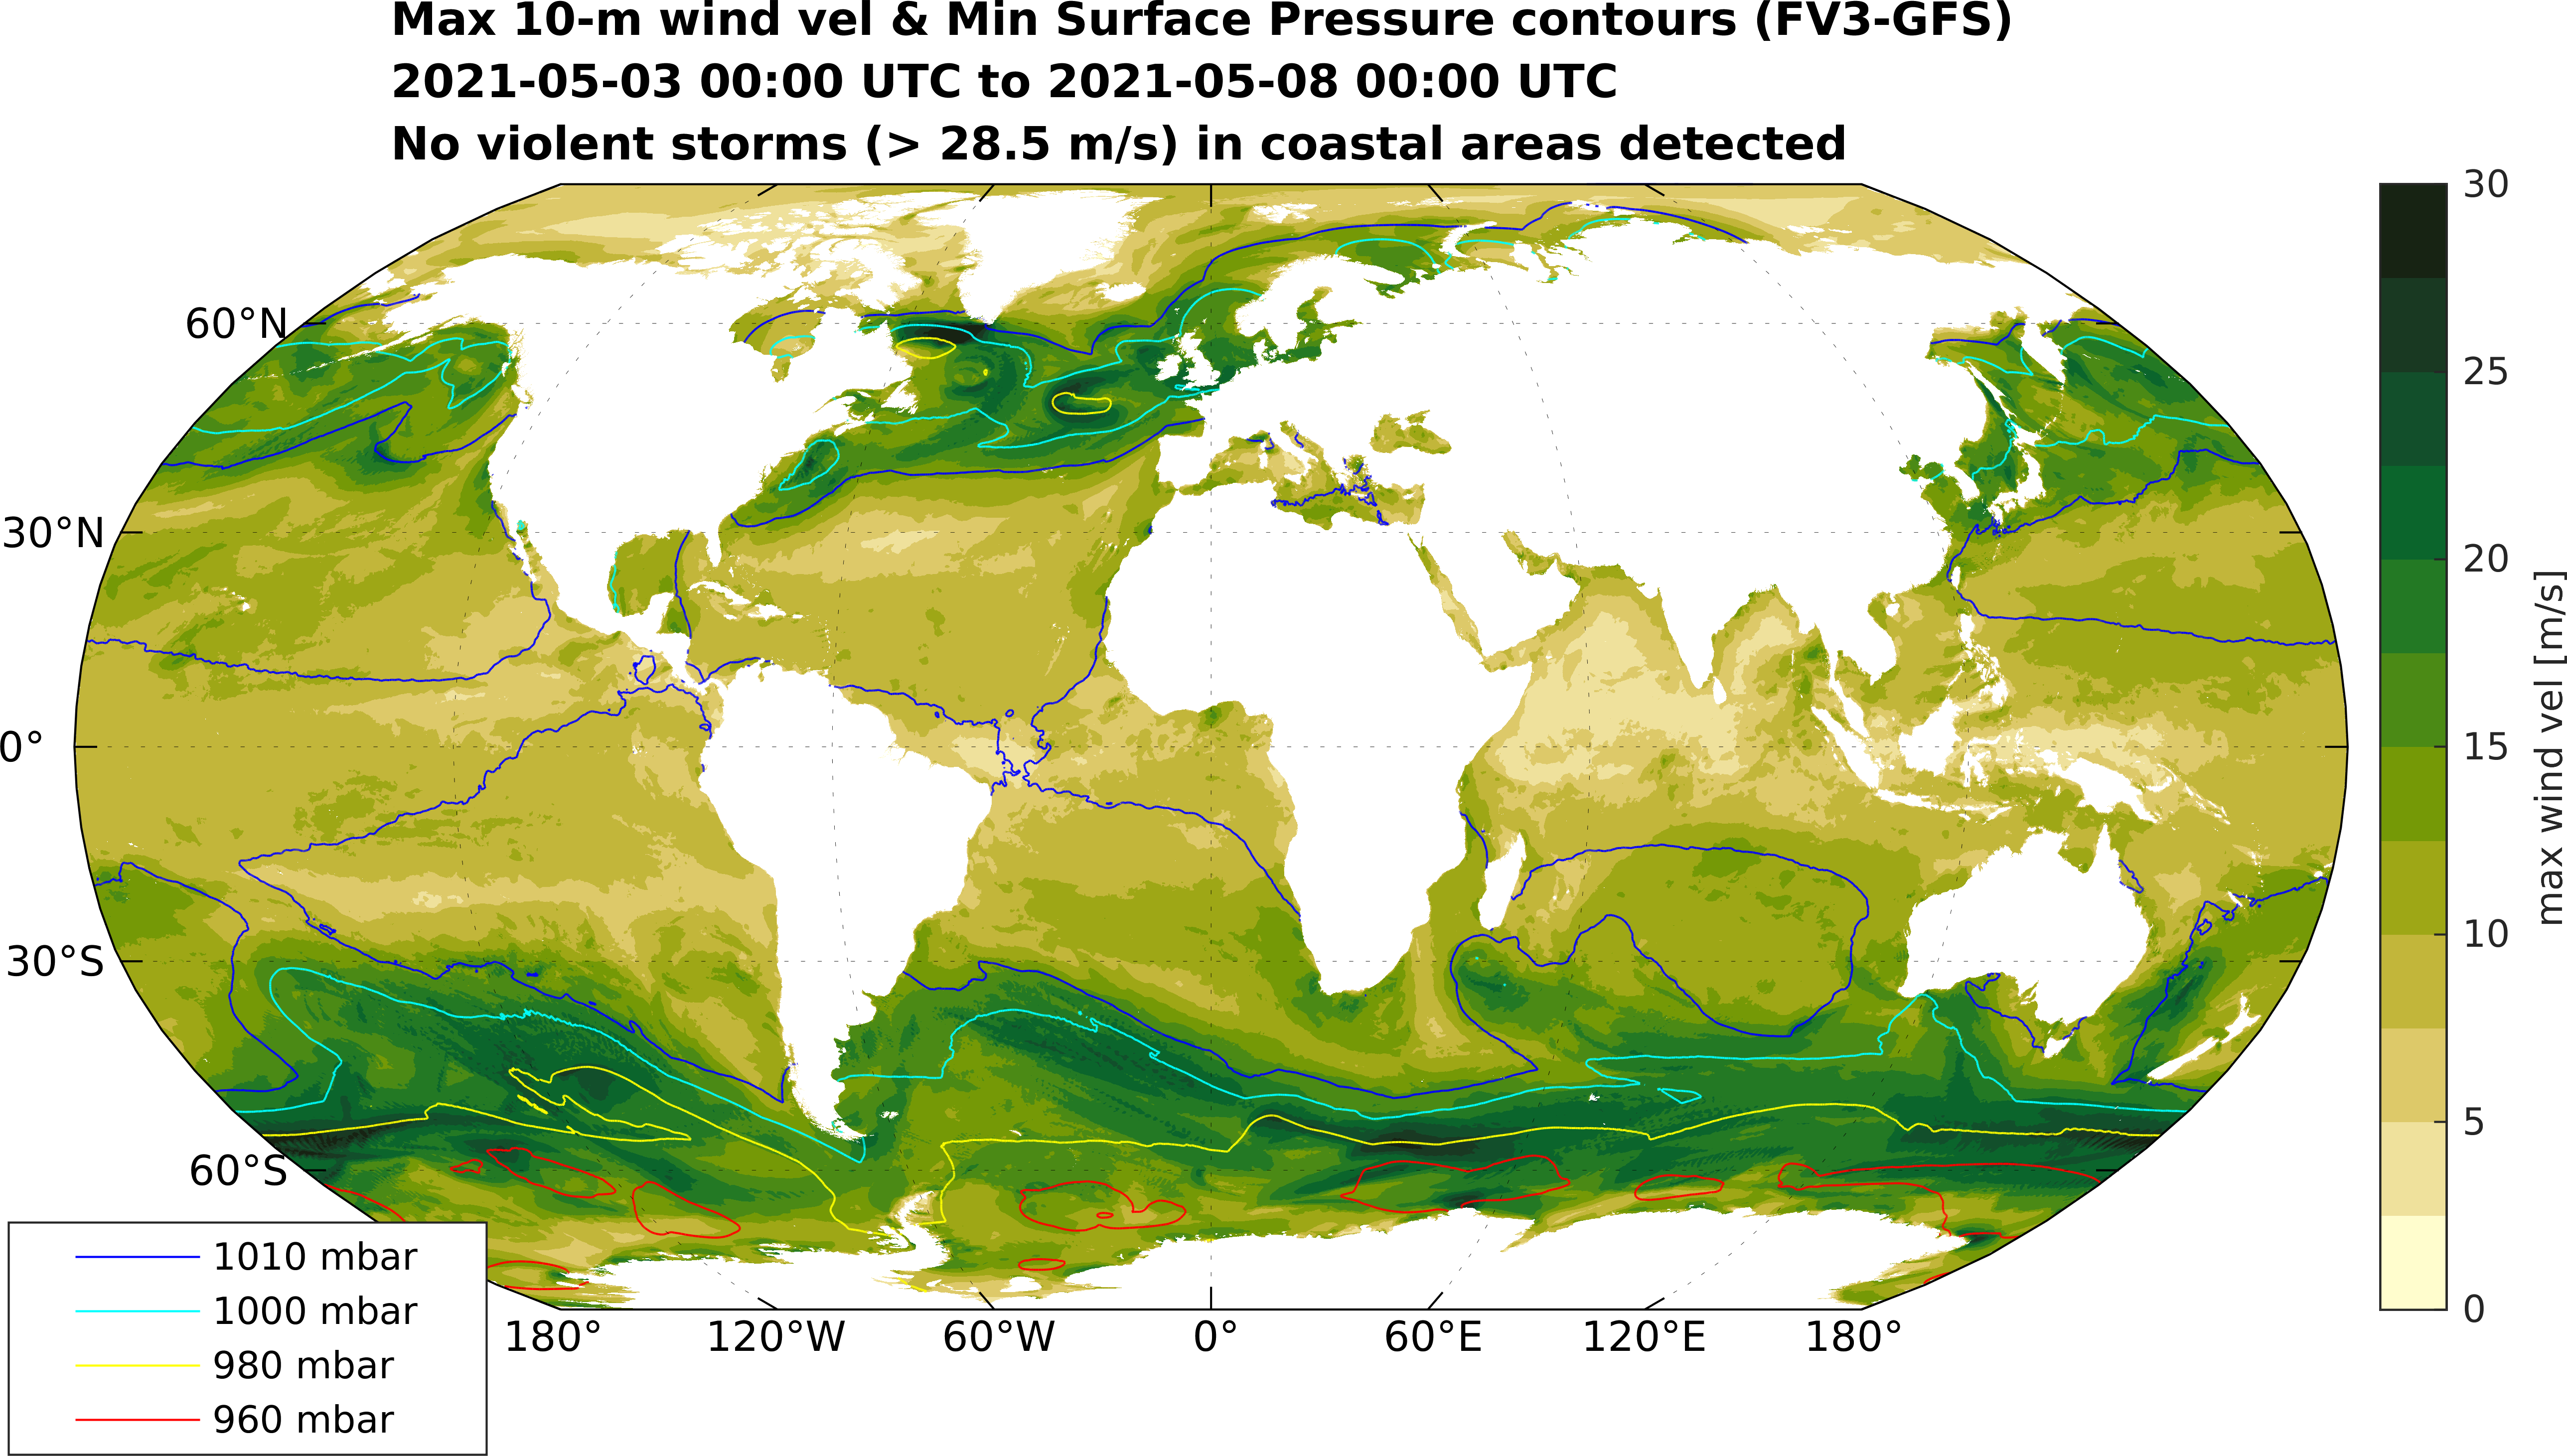 Max 10-m wind vel & Min Surface Pressure contours (FV3-GFS)
2021-05-03 00:00 UTC to 2021-05-08 00:00 UTC
No violent storms (> 28.5 m/s) in coastal areas detected
60°N
30°N
0°
30°S
60°S
180°
120°W
60°W
0°
60°E
120°E
180°
1010 mbar
1000 mbar
980 mbar
960 mbar
30
25
20
15
10
5
0
max wind vel [m/s]